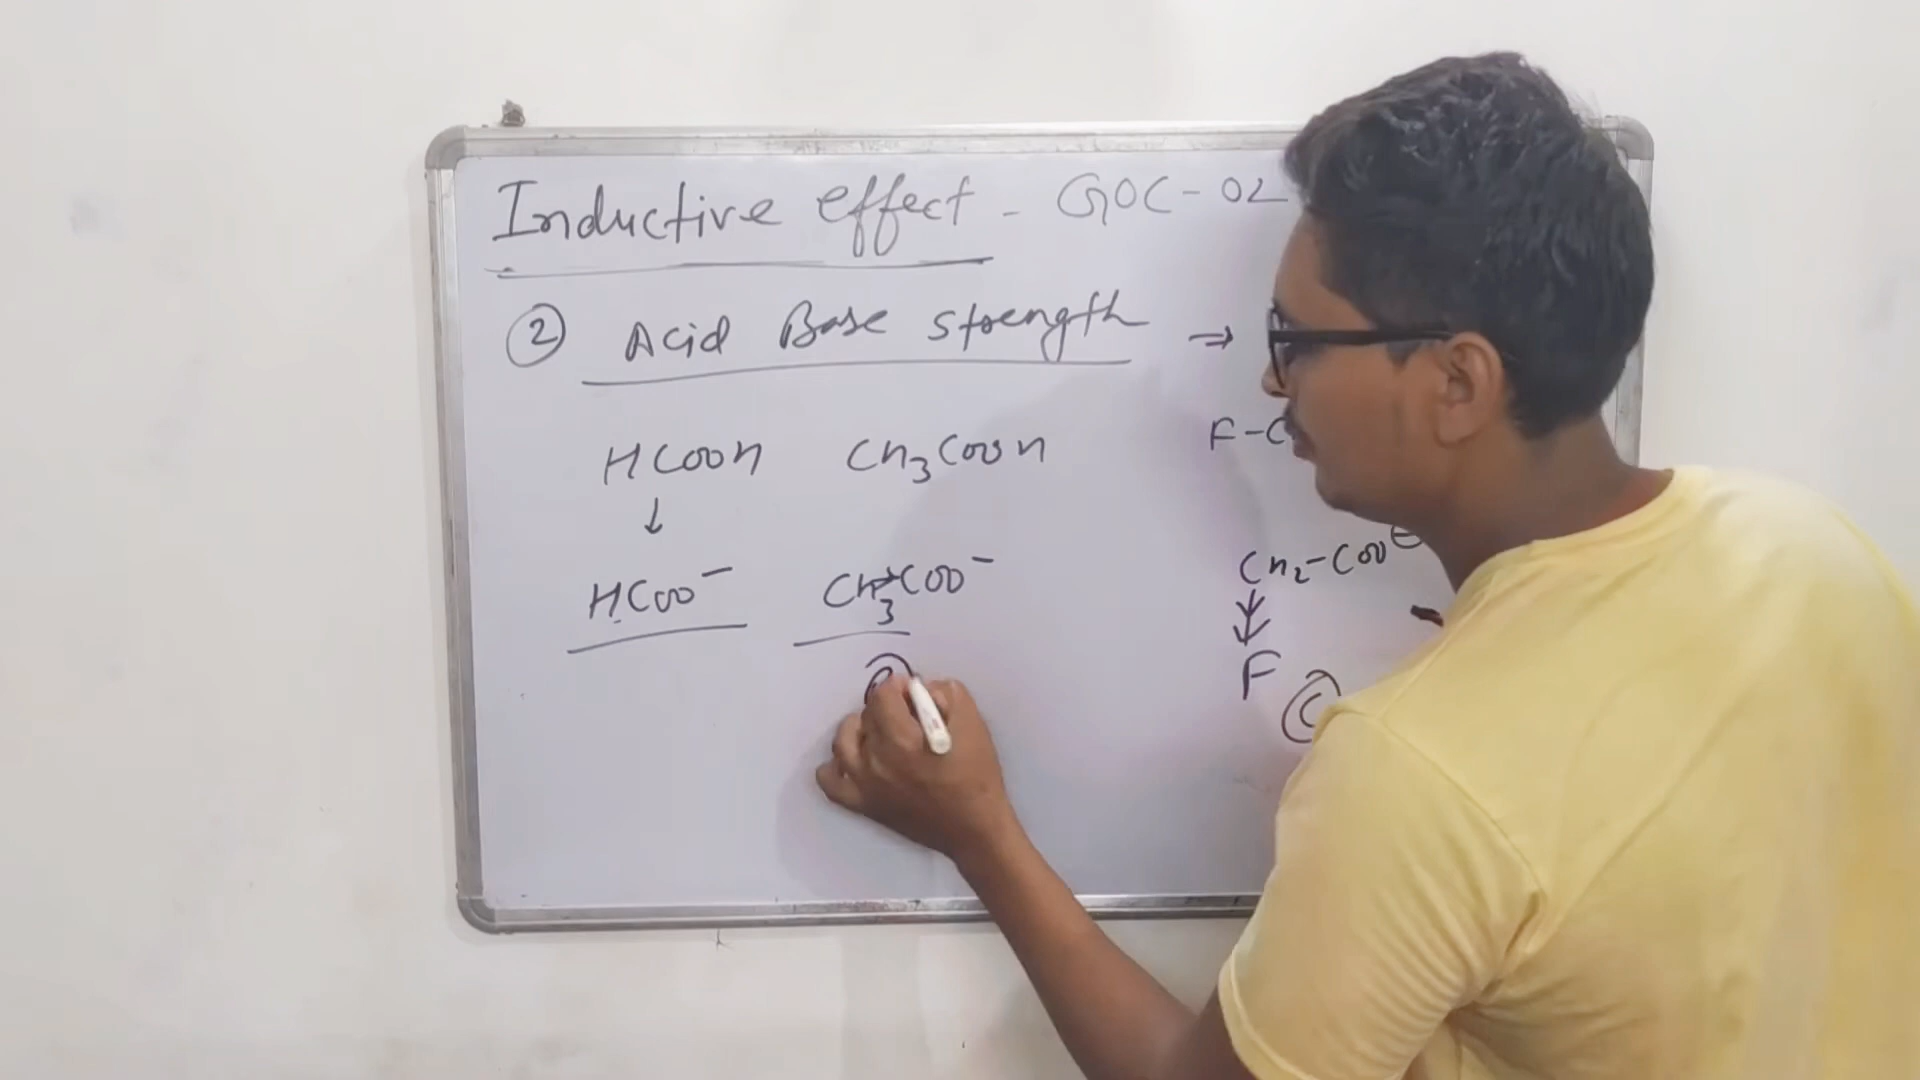 Inductive effect - GOC-02
② Acid Base strength ⇒
HCOOH CH3COOH F-C
↓
HCOO⁻ CH3COO⁻ CH2-COO⊖
F
Ⓒ